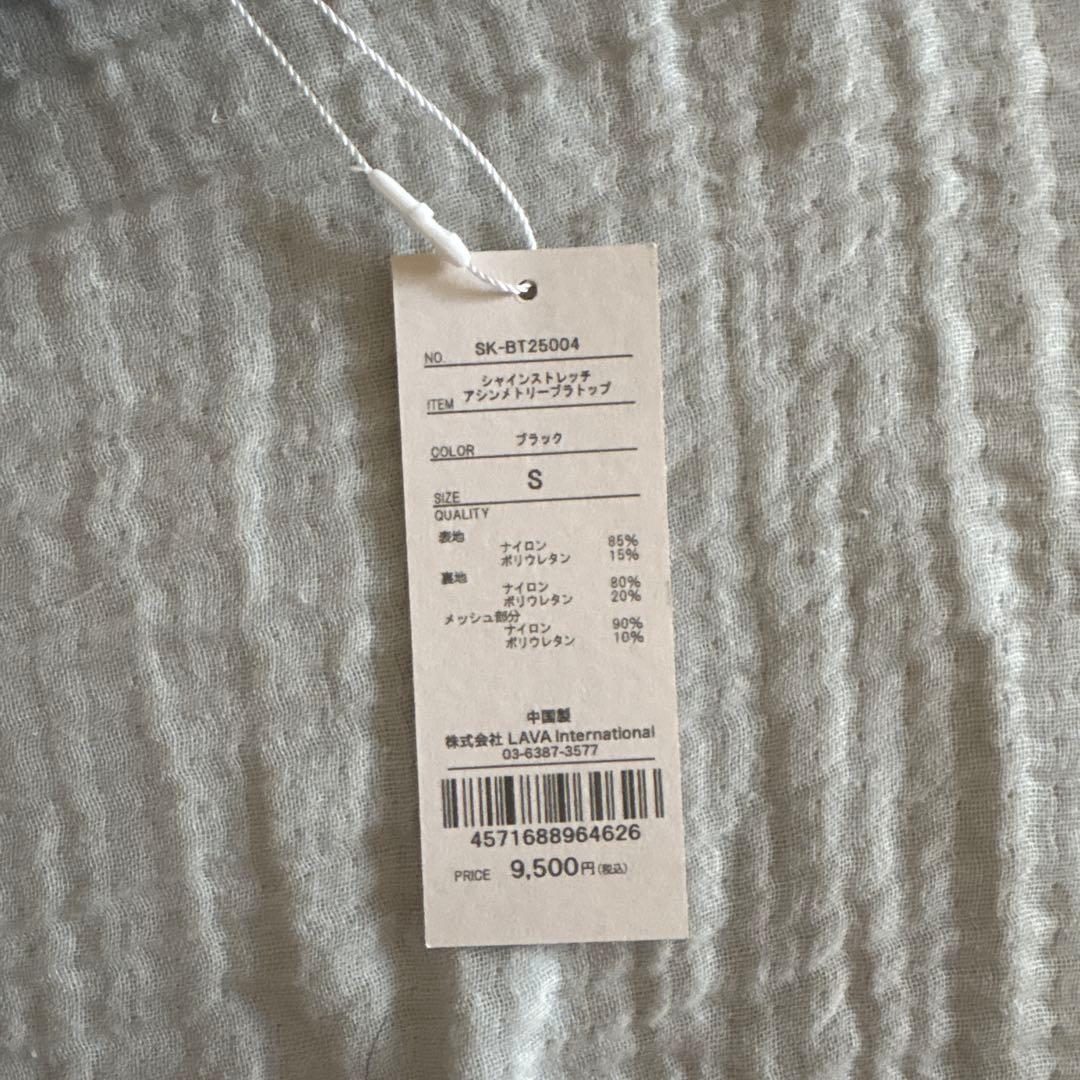 NO. SK-BT25004
シャインストレッチ
ITEM アシンメトリーブラトップ
COLOR ブラック
SIZE S
QUALITY
表地
ナイロン 85%
ポリウレタン 15%
裏地
ナイロン 80%
ポリウレタン 20%
メッシュ部分
ナイロン 90%
ポリウレタン 10%
中国製
株式会社 LAVA International
03-6387-3577
4571688964626
PRICE 9,500円(税込)